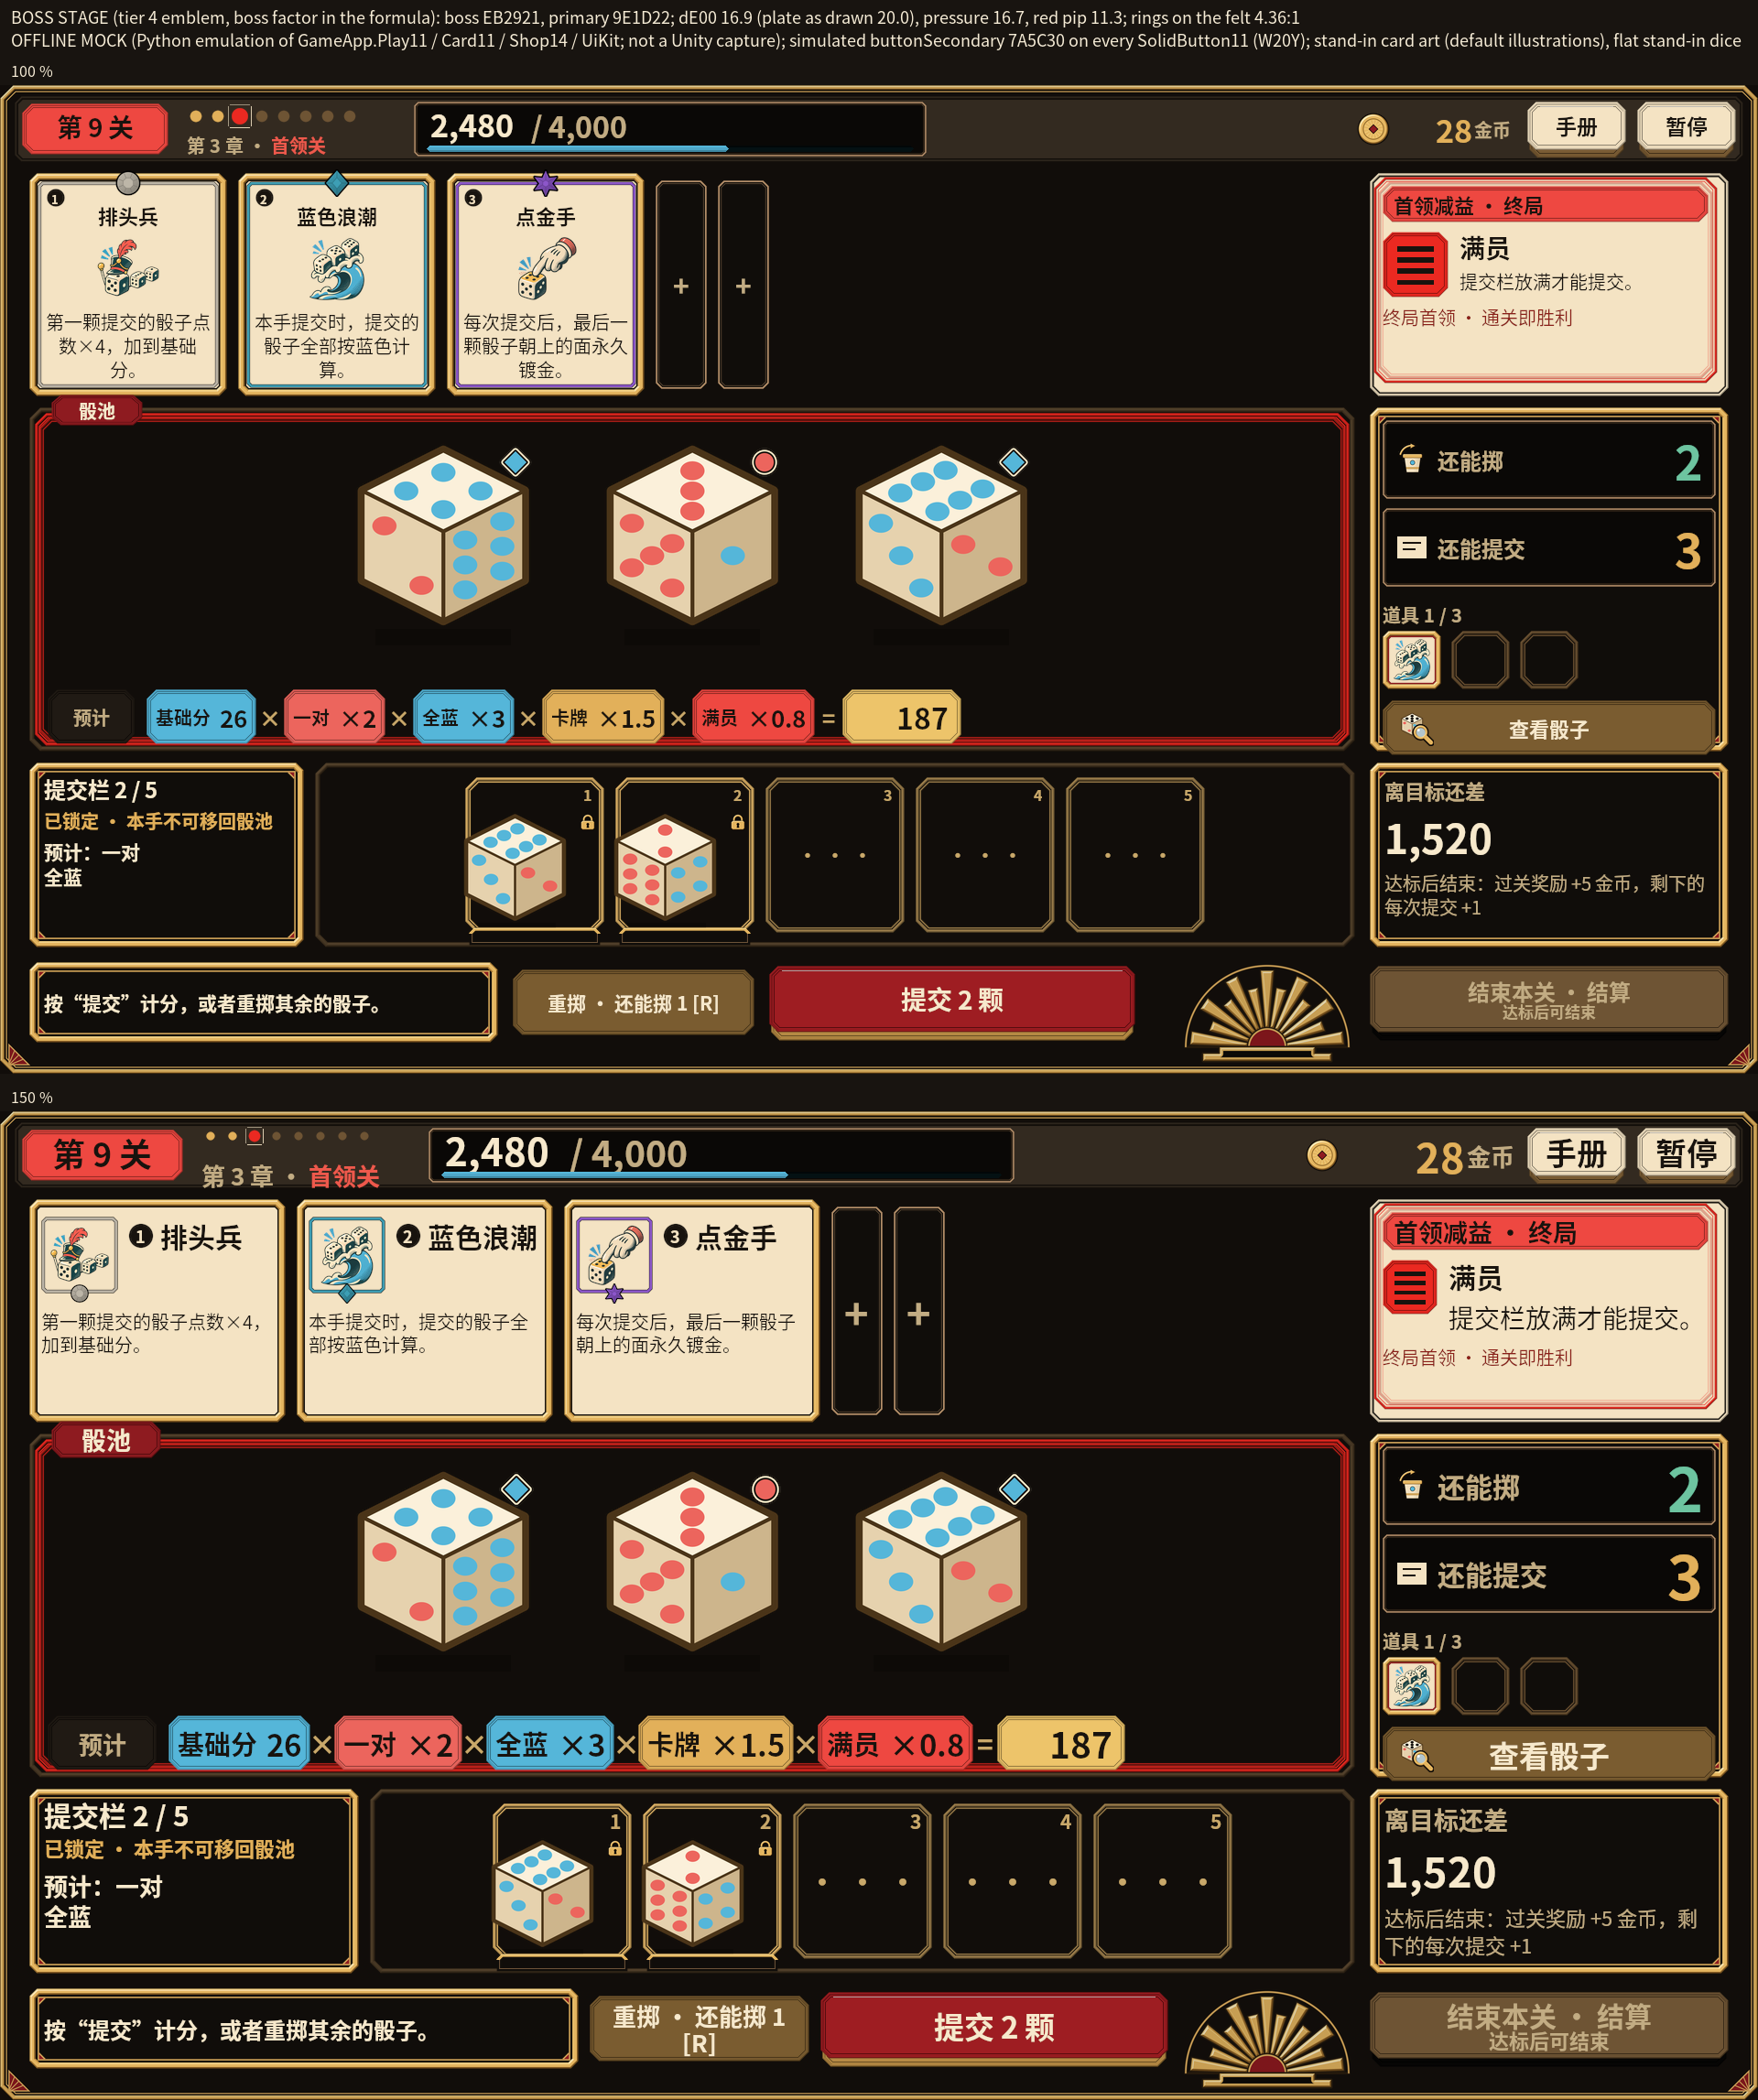 BOSS STAGE (tier 4 emblem, boss factor in the formula): boss EB2921, primary 9E1D22; dE00 16.9 (plate as drawn 20.0), pressure 16.7, red pip 11.3; rings on the felt 4.36:1
OFFLINE MOCK (Python emulation of GameApp.Play11 / Card11 / Shop14 / UiKit; not a Unity capture); simulated buttonSecondary 7A5C30 on every SolidButton11 (W20Y); stand-in card art (default illustrations), flat stand-in dice
100 %
第 9 关
第 3 章 · 首领关
2,480 / 4,000
28金币
手册
暂停
1
排头兵
第一颗提交的骰子点
数×4，加到基础
分。
2
蓝色浪潮
本手提交时，提交的
骰子全部按蓝色计
算。
3
点金手
每次提交后，最后一
颗骰子朝上的面永久
镀金。
+
+
首领减益 · 终局
满员
提交栏放满才能提交。
终局首领 · 通关即胜利
骰池
还能掷 2
还能提交 3
道具 1 / 3
查看骰子
预计 基础分 26 × 一对 ×2 × 全蓝 ×3 × 卡牌 ×1.5 × 满员 ×0.8 = 187
提交栏 2 / 5
已锁定 · 本手不可移回骰池
预计：一对
全蓝
1
2
3
4
5
离目标还差
1,520
达标后结束：过关奖励 +5 金币，剩下的
每次提交 +1
按“提交”计分，或者重掷其余的骰子。
重掷 · 还能掷 1 [R]
提交 2 颗
结束本关 · 结算
达标后可结束
150 %
第 9 关
第 3 章 · 首领关
2,480 / 4,000
28金币
手册
暂停
1 排头兵
第一颗提交的骰子点数×4，
加到基础分。
2 蓝色浪潮
本手提交时，提交的骰子全
部按蓝色计算。
3 点金手
每次提交后，最后一颗骰子
朝上的面永久镀金。
+
+
首领减益 · 终局
满员
提交栏放满才能提交。
终局首领 · 通关即胜利
骰池
还能掷 2
还能提交 3
道具 1 / 3
查看骰子
预计 基础分 26 × 一对 ×2 × 全蓝 ×3 × 卡牌 ×1.5 × 满员 ×0.8 = 187
提交栏 2 / 5
已锁定 · 本手不可移回骰池
预计：一对
全蓝
1
2
3
4
5
离目标还差
1,520
达标后结束：过关奖励 +5 金币，剩
下的每次提交 +1
按“提交”计分，或者重掷其余的骰子。
重掷 · 还能掷 1
[R]
提交 2 颗
结束本关 · 结算
达标后可结束